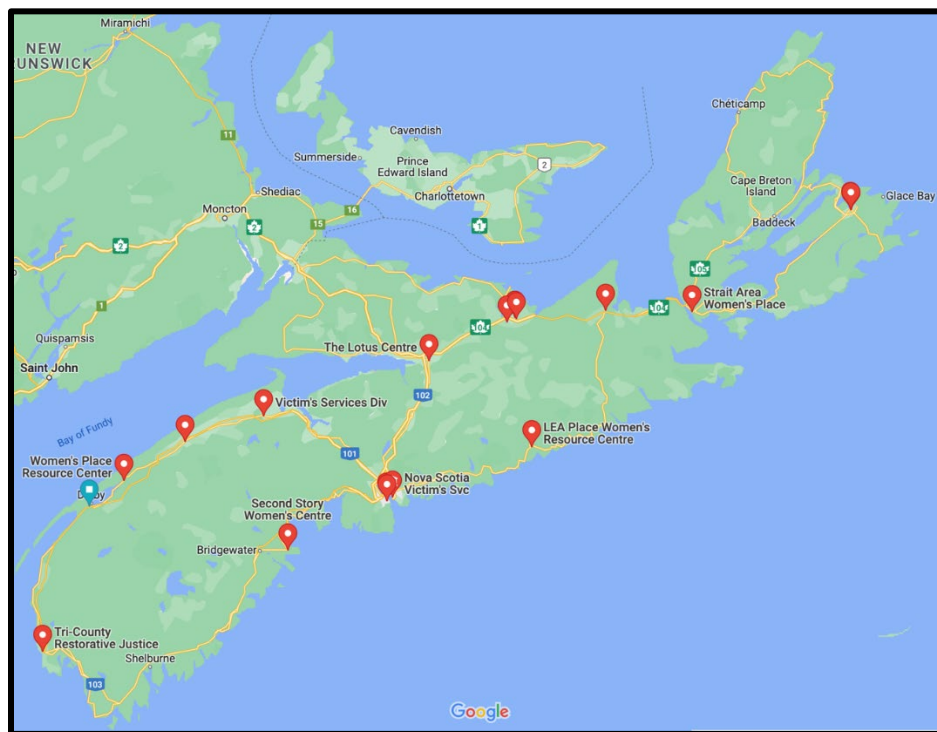 Miramichi
NEW
RUNSWICK
11
Chéticamp
Cavendish
Summerside
Prince
Edward Island
2
Charlottetown
Cape Breton
Island
Glace Bay
Shediac
16
Moncton
15
2
2
1
Baddeck
105
1
Strait Area
Women's Place
104
104
Quispamsis
The Lotus Centre
Saint John
102
Victim's Services Div
Bay of Fundy
LEA Place Women's
Resource Centre
101
Women's Place
Resource Center
Nova Scotia
Victim's Svc
Second Story
Women's Centre
Bridgewater
Tri-County
Restorative Justice
Shelburne
103
Google